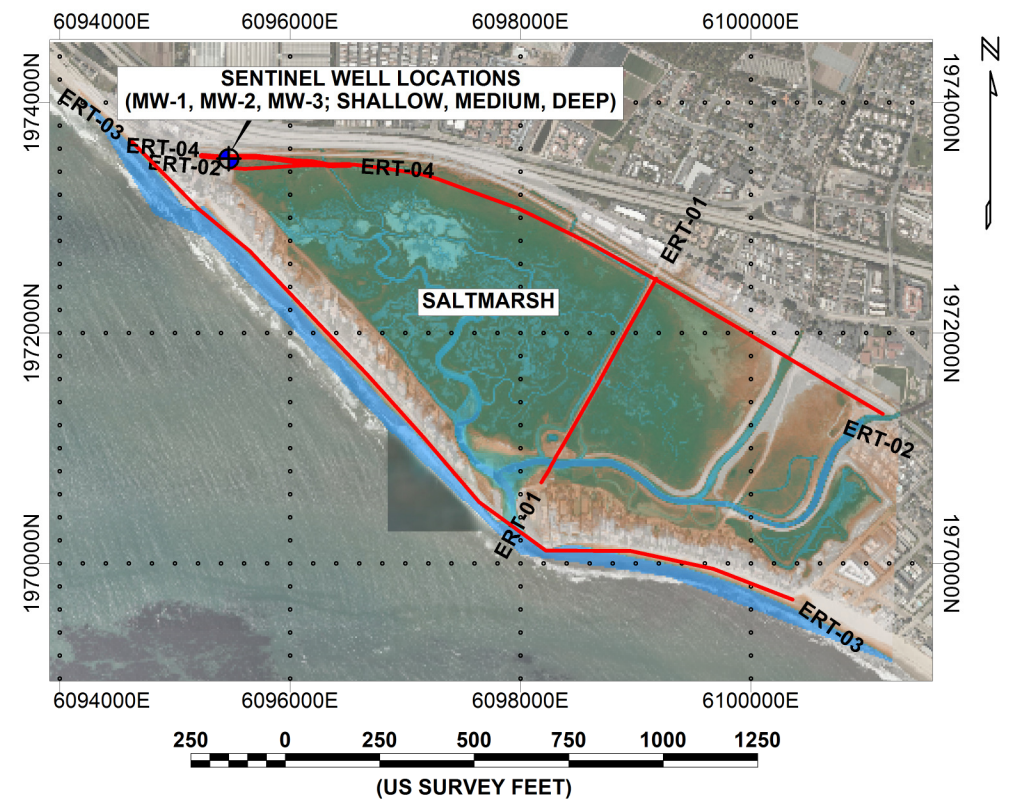 6094000E
6096000E
6098000E
6100000E
N
1974000N
1974000N
SENTINEL WELL LOCATIONS
(MW-1, MW-2, MW-3; SHALLOW, MEDIUM, DEEP)
ERT-03
ERT-04
ERT-02
ERT-04
ERT-01
SALTMARSH
1972000N
1972000N
ERT-02
ERT-01
1970000N
1970000N
ERT-03
6094000E
6096000E
6098000E
6100000E
250
0
250
500
750
1000
1250
(US SURVEY FEET)